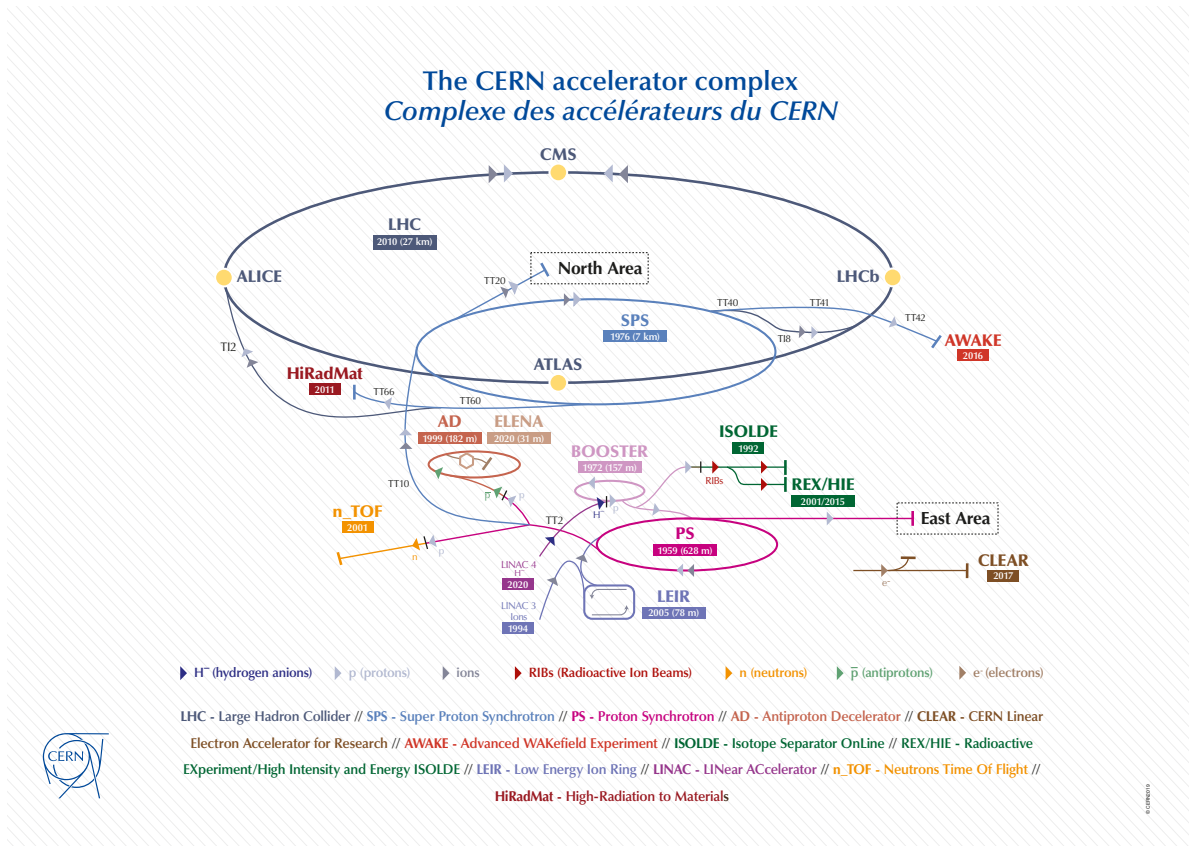 The CERN accelerator complex
Complexe des accélérateurs du CERN
CMS
LHC
2010 (27 km)
North Area
TT20
ALICE
LHCb
TT40
TT41
SPS
1976 (7 km)
TT42
TI8
AWAKE
2016
TI2
ATLAS
HiRadMat
2011
TT66
TT60
AD
1999 (182 m)
ELENA
2020 (31 m)
ISOLDE
1992
BOOSTER
1972 (157 m)
RIBs
REX/HIE
2001/2015
TT10
p̅
p
H⁻
p
n_TOF
2001
TT2
East Area
PS
1959 (628 m)
n
p
LINAC 4
H⁻
2020
CLEAR
2017
e⁻
LINAC 3
Ions
1994
LEIR
2005 (78 m)
H⁻ (hydrogen anions) p (protons) ions RIBs (Radioactive Ion Beams) n (neutrons) p̅ (antiprotons) e⁻ (electrons)
LHC - Large Hadron Collider // SPS - Super Proton Synchrotron // PS - Proton Synchrotron // AD - Antiproton Decelerator // CLEAR - CERN Linear
Electron Accelerator for Research // AWAKE - Advanced WAKefield Experiment // ISOLDE - Isotope Separator OnLine // REX/HIE - Radioactive
EXperiment/High Intensity and Energy ISOLDE // LEIR - Low Energy Ion Ring // LINAC - LINear ACcelerator // n_TOF - Neutrons Time Of Flight //
HiRadMat - High-Radiation to Materials
CERN
© CERN 2019